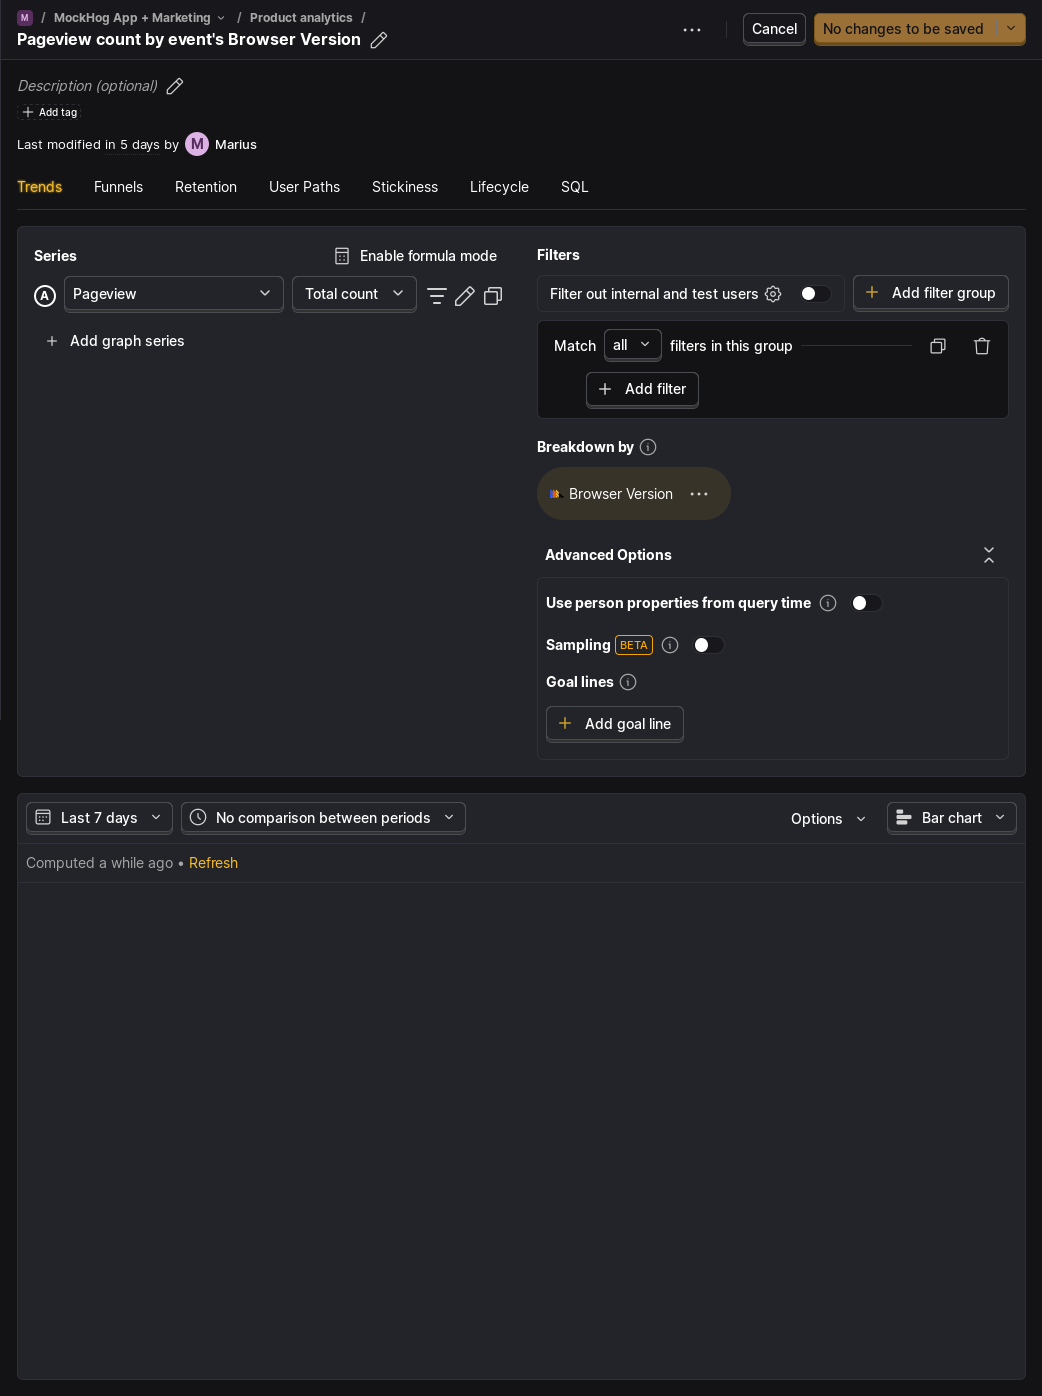 M / MockHog App + Marketing / Product analytics /
Pageview count by event's Browser Version
Cancel
No changes to be saved
Description (optional)
Add tag
Last modified in 5 days by M Marius
Trends Funnels Retention User Paths Stickiness Lifecycle SQL
Series
Enable formula mode
A Pageview Total count
Add graph series
Filters
Filter out internal and test users
Add filter group
Match all filters in this group
Add filter
Breakdown by
Browser Version
Advanced Options
Use person properties from query time
Sampling BETA
Goal lines
Add goal line
Last 7 days No comparison between periods Options Bar chart
Computed a while ago • Refresh